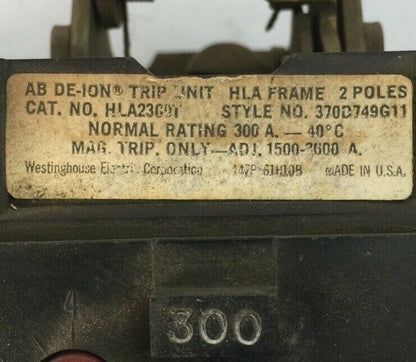 AB DE-ION® TRIP UNIT HLA FRAME 2 POLES
CAT. NO. STYLE NO. 370D749G11
NORMAL RATING 300 A. — 40°C
MAG. TRIP. ONLY—ADJ. 1500-3000 A.
Westinghouse Electric Corporation MADE IN U.S.A.
4
300